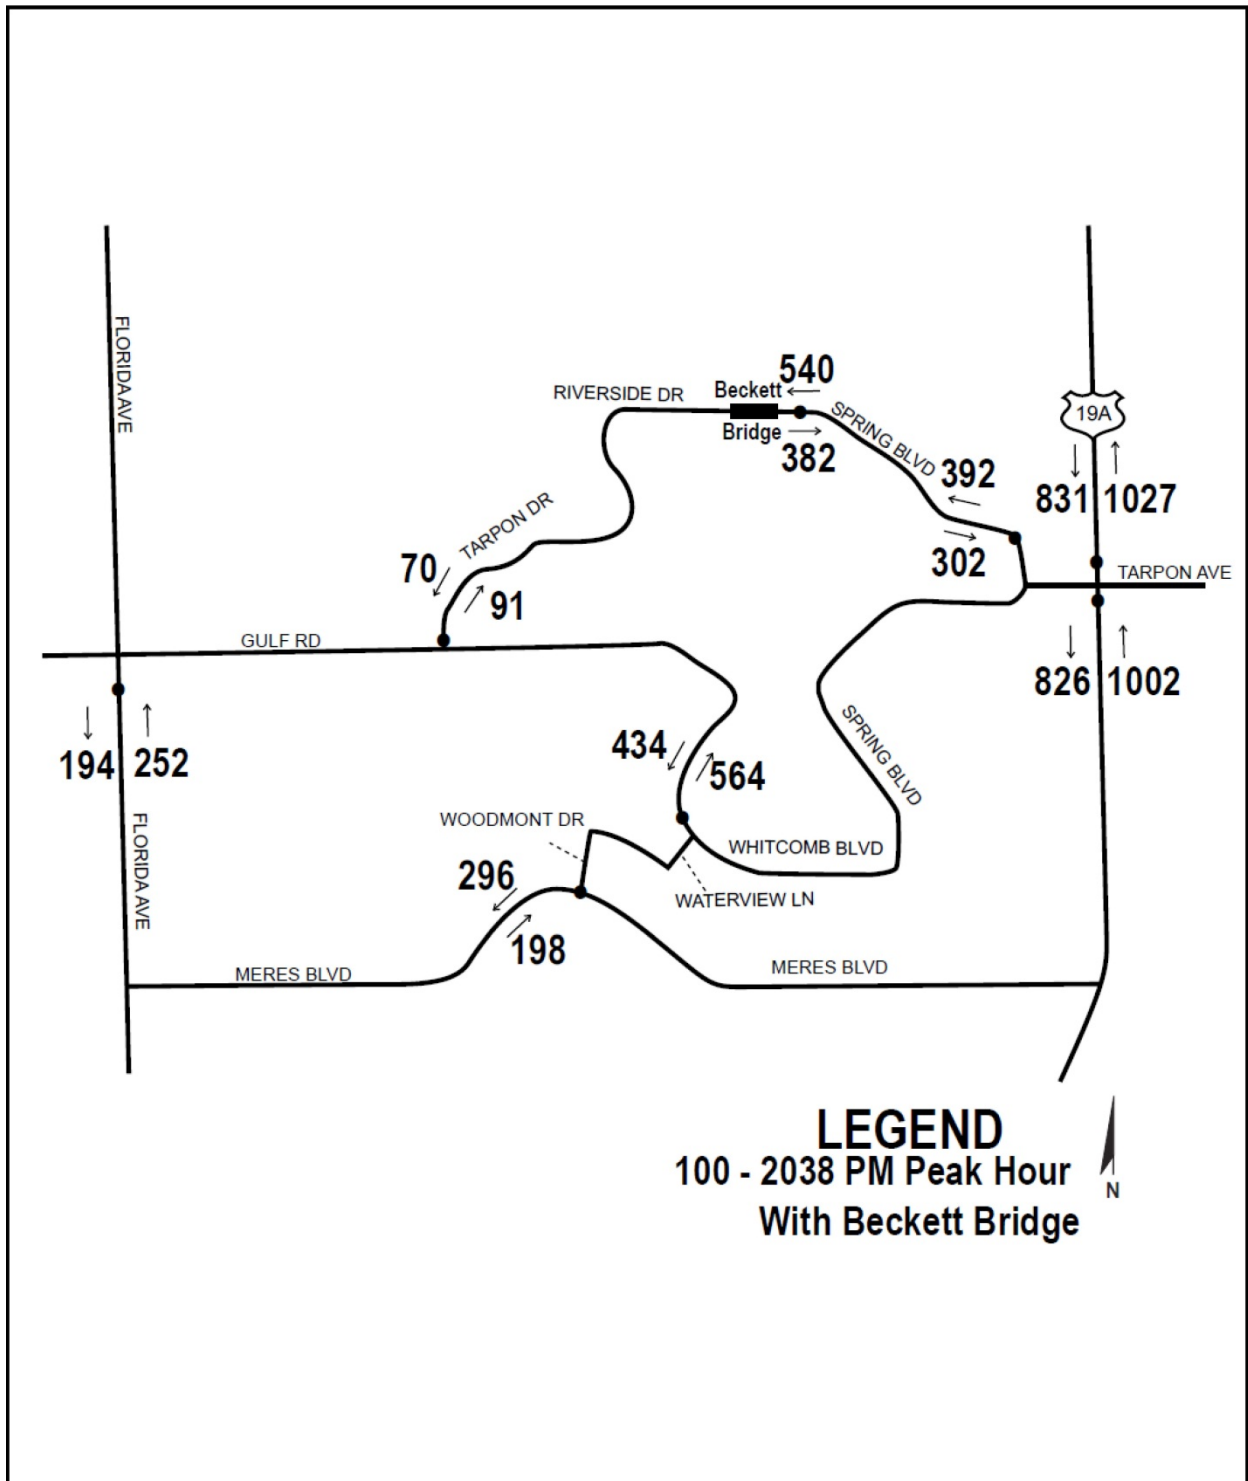 FLORIDA AVE
540
RIVERSIDE DR
Beckett
Bridge
382
SPRING BLVD
19A
392
302
831
1027
TARPON AVE
TARPON DR
70
91
GULF RD
826
1002
194
252
434
564
SPRING BLVD
WOODMONT DR
WHITCOMB BLVD
FLORIDA AVE
296
WATERVIEW LN
198
MERES BLVD
MERES BLVD
LEGEND
100 - 2038 PM Peak Hour
With Beckett Bridge
N